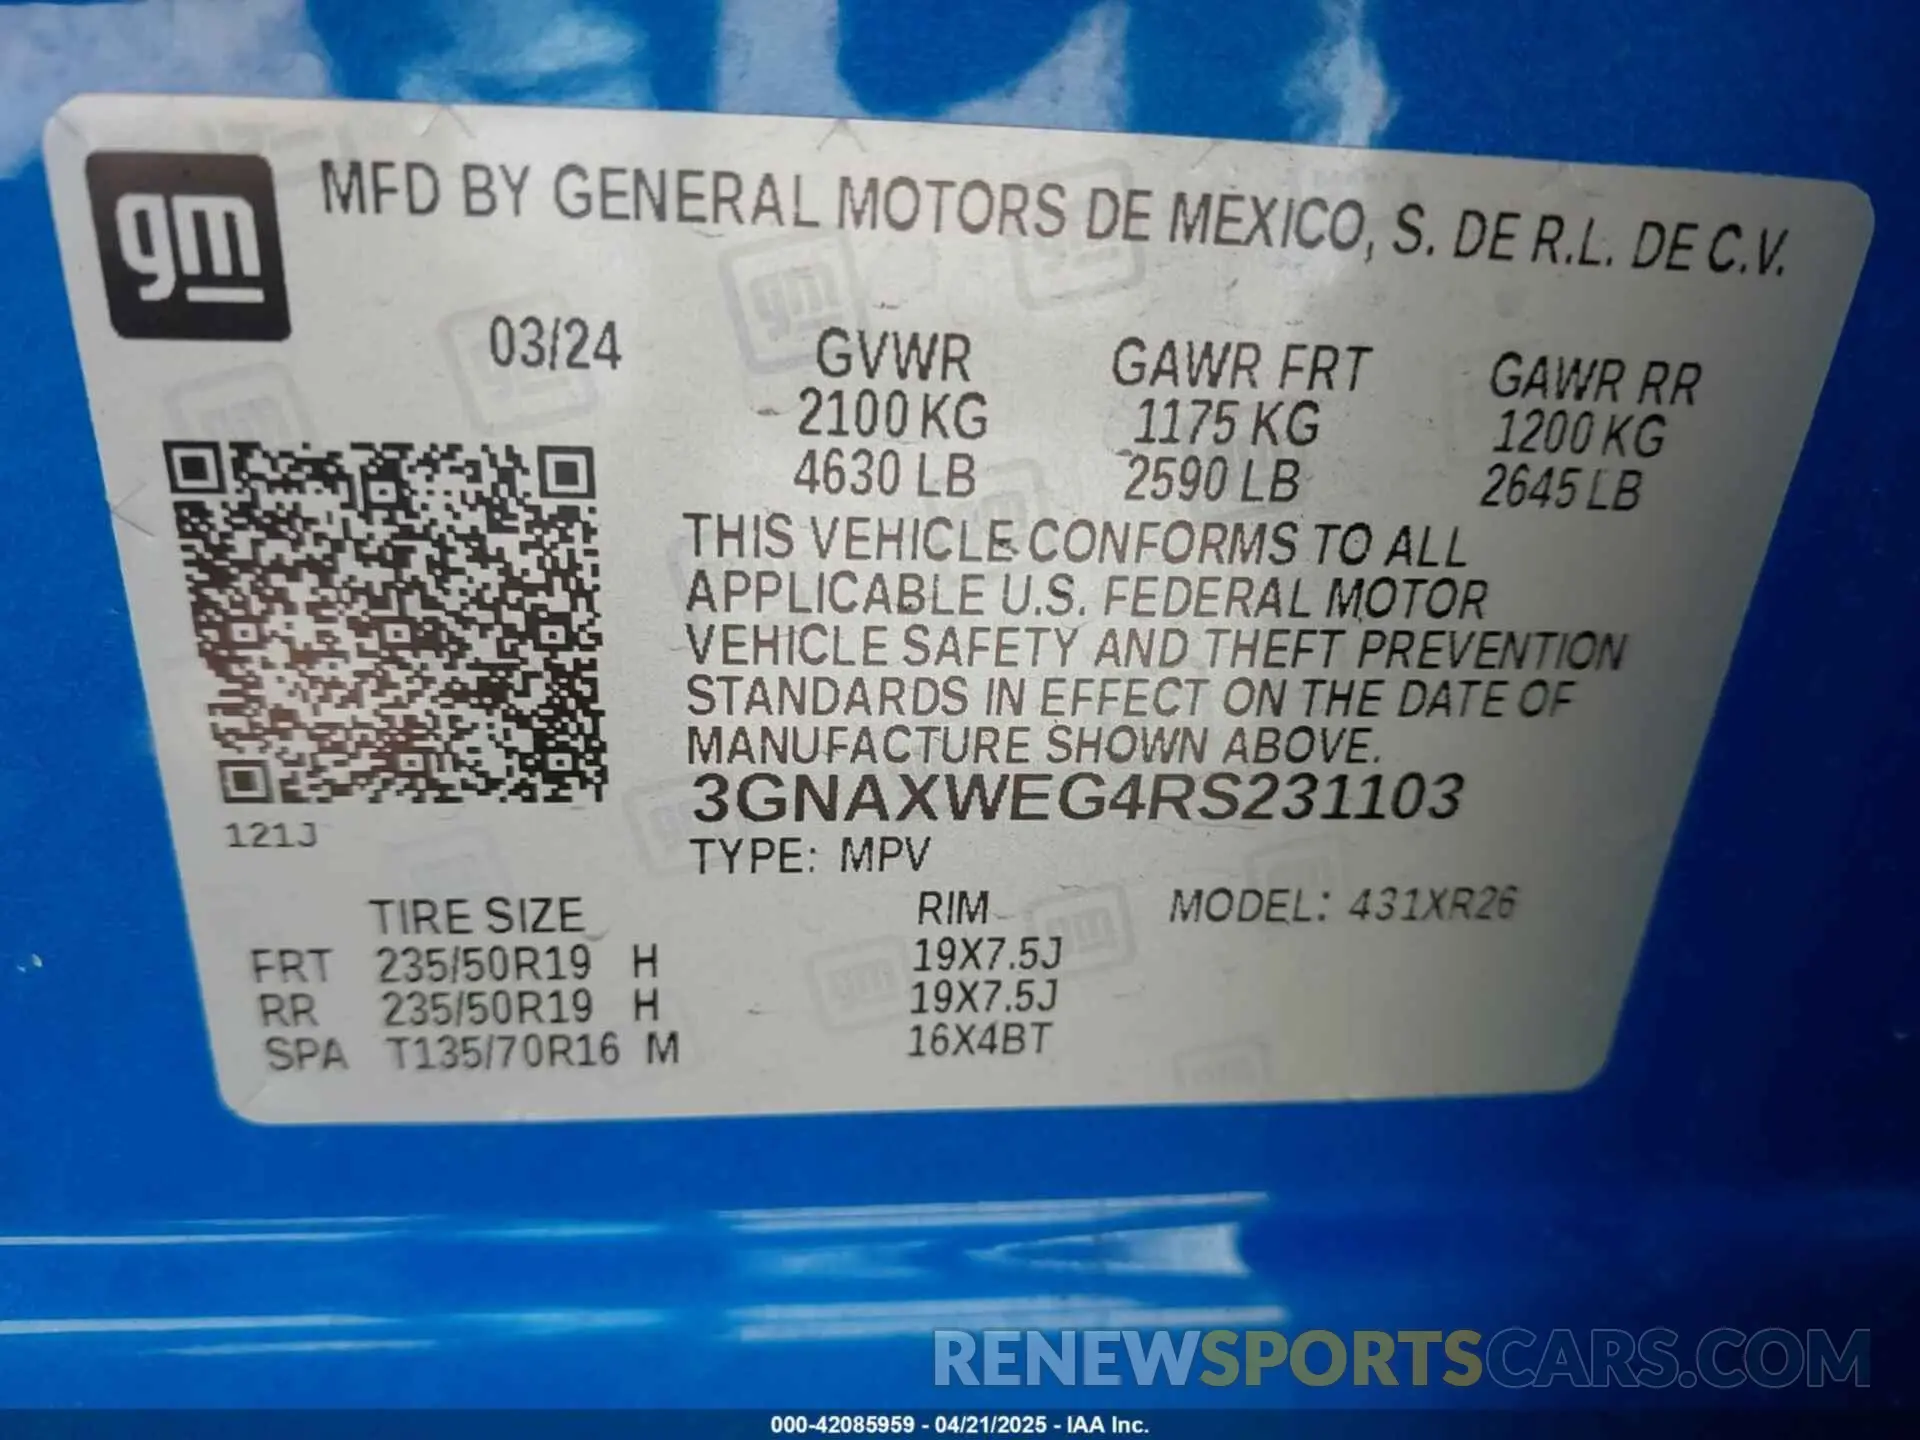 gm
MFD BY GENERAL MOTORS DE MEXICO, S. DE R.L. DE C.V.
03/24 GVWR GAWR FRT GAWR RR
2100 KG 1175 KG 1200 KG
4630 LB 2590 LB 2645 LB
THIS VEHICLE CONFORMS TO ALL
APPLICABLE U.S. FEDERAL MOTOR
VEHICLE SAFETY AND THEFT PREVENTION
STANDARDS IN EFFECT ON THE DATE OF
MANUFACTURE SHOWN ABOVE.
3GNAXWEG4RS231103
121J
TYPE: MPV
TIRE SIZE RIM MODEL: 431XR26
FRT 235/50R19 H 19X7.5J
RR 235/50R19 H 19X7.5J
SPA T135/70R16 M 16X4BT
RENEWSPORTSCARS.COM
000-42085959 - 04/21/2025 - IAA Inc.